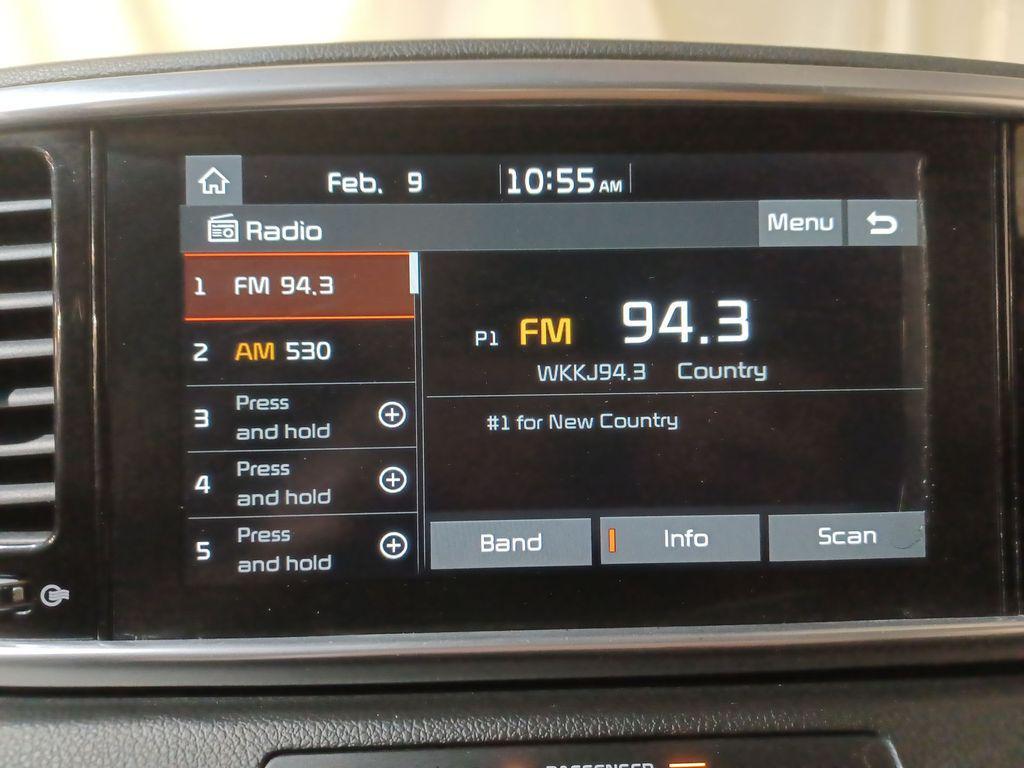 Feb. 9 10:55 AM
Radio Menu
1 FM 94.3
2 AM 530
3 Press and hold
4 Press and hold
5 Press and hold
P1 FM 94.3
WKKJ94.3 Country
#1 for New Country
Band Info Scan
PASSENGER